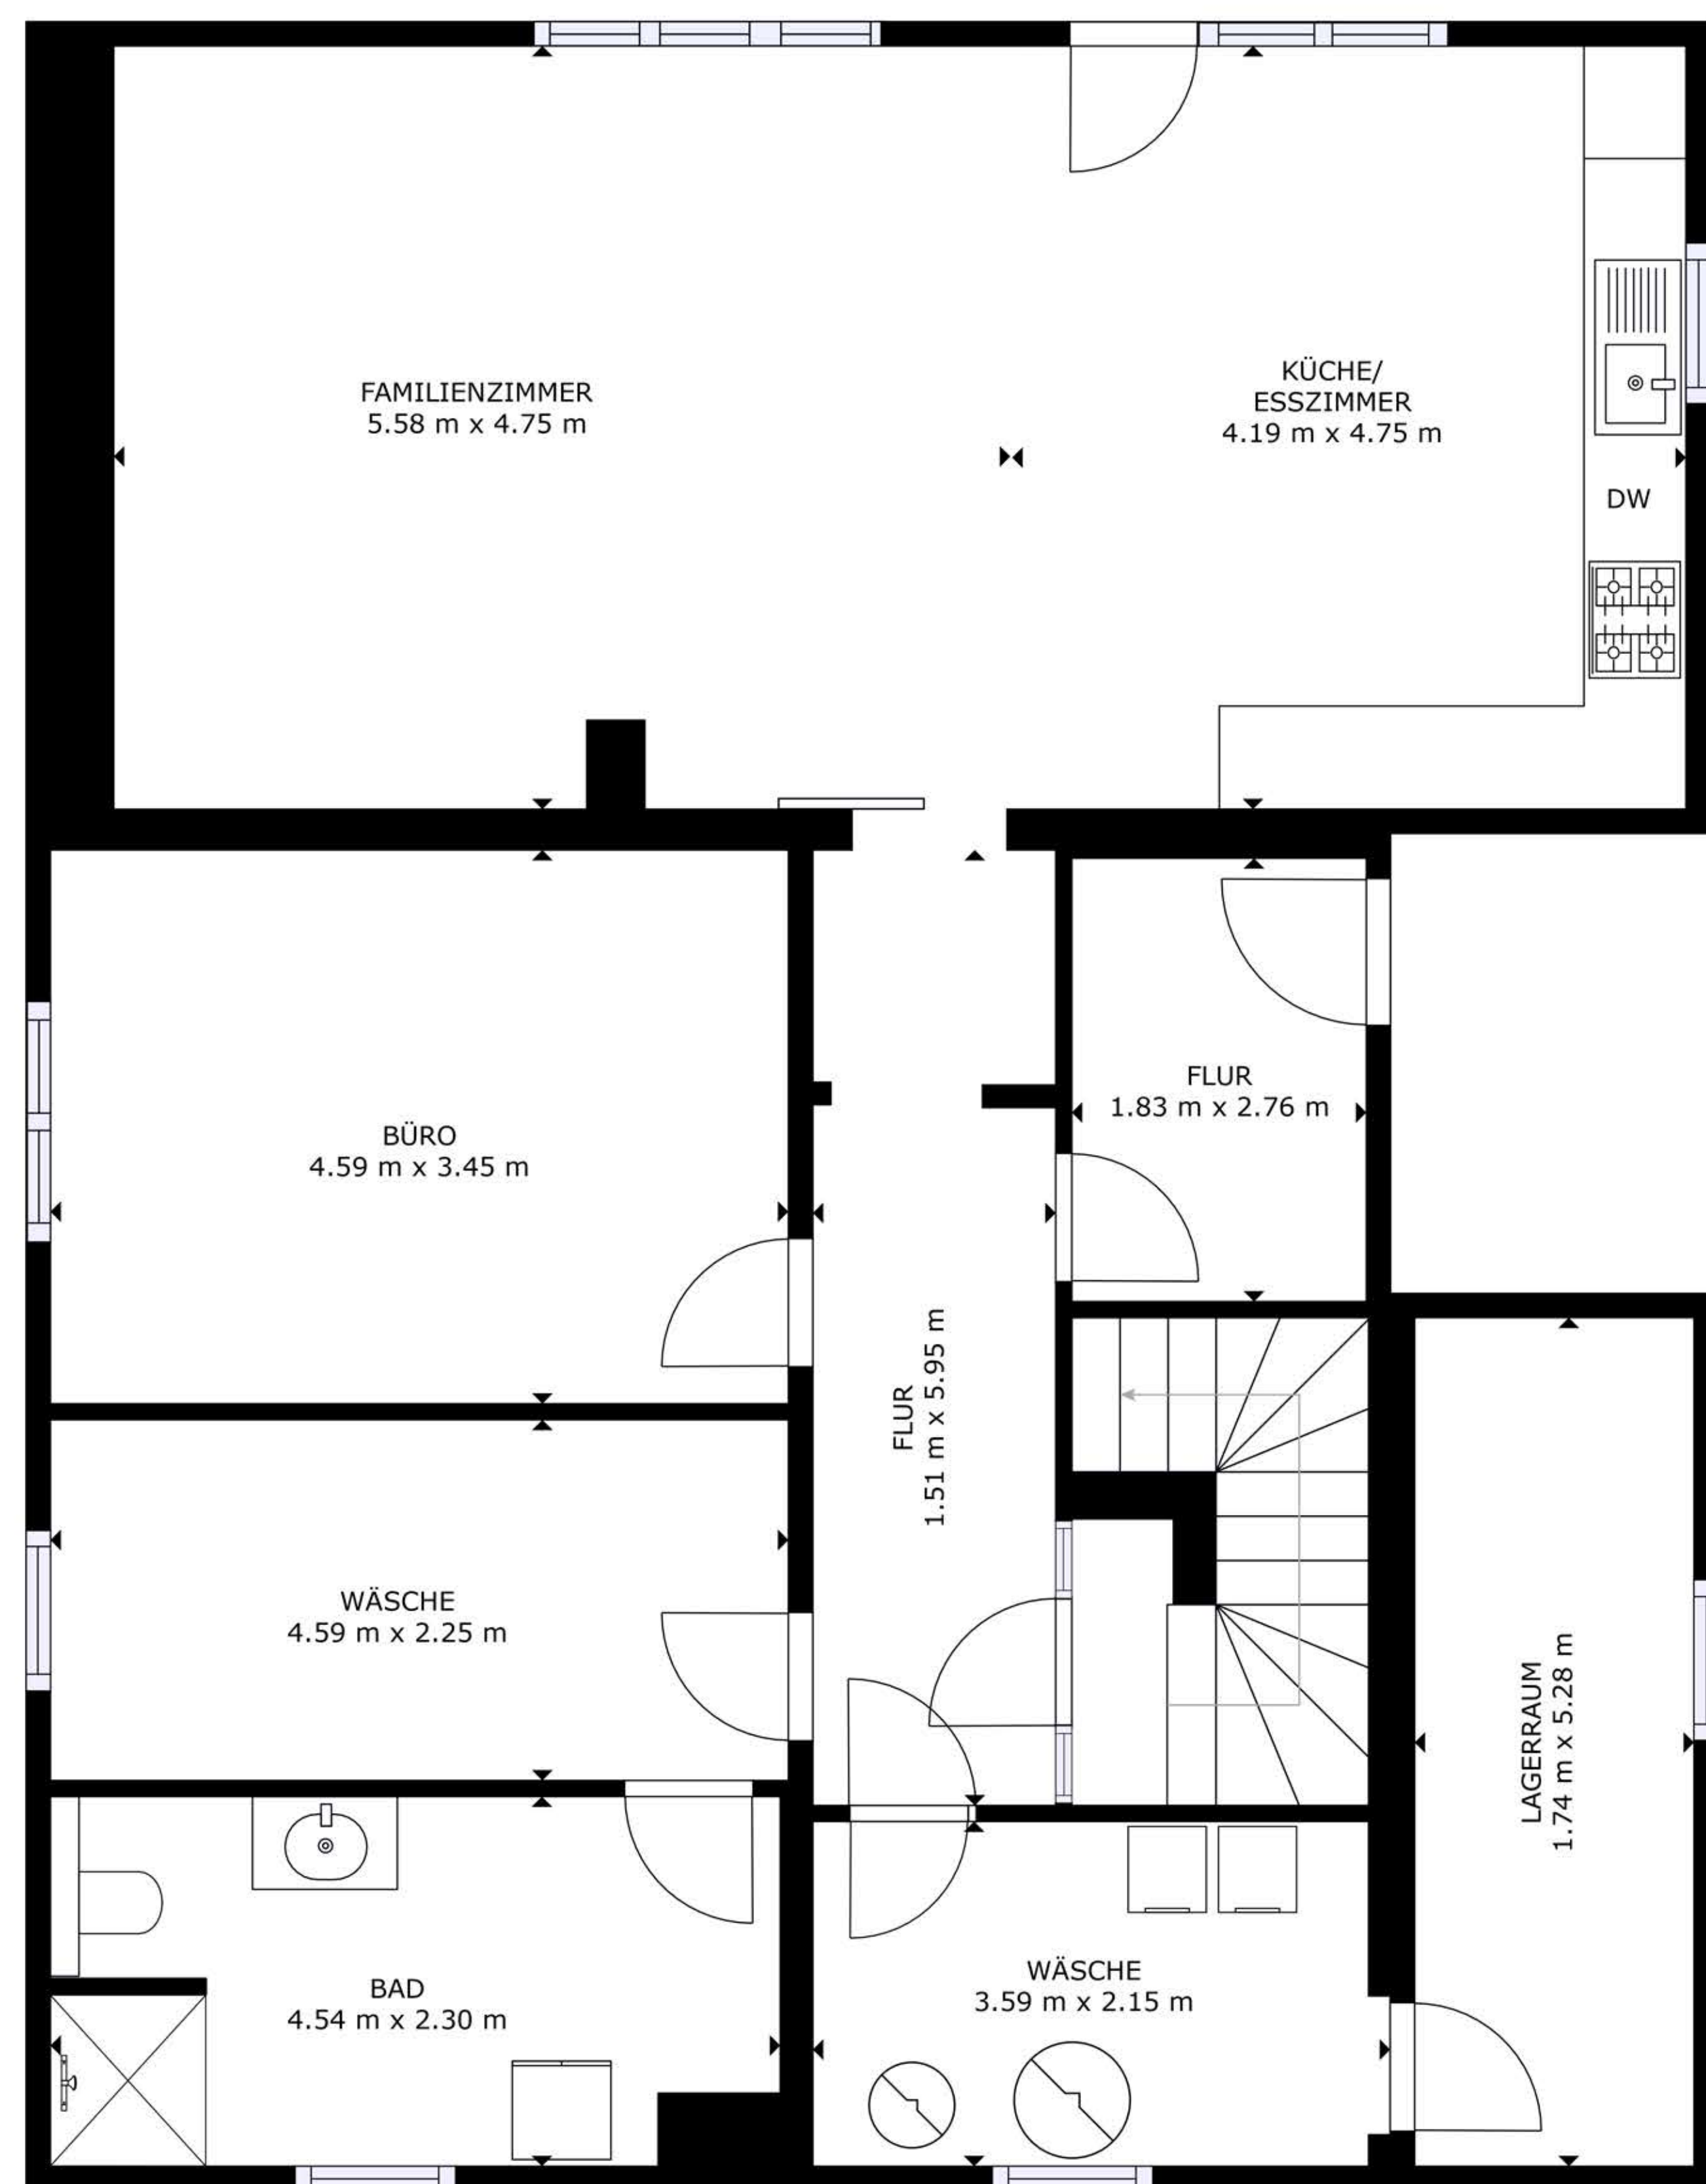 FAMILIENZIMMER
5.58 m x 4.75 m
KÜCHE/
ESSZIMMER
4.19 m x 4.75 m
DW
FLUR
1.83 m x 2.76 m
BÜRO
4.59 m x 3.45 m
FLUR
1.51 m x 5.95 m
WÄSCHE
4.59 m x 2.25 m
LAGERRAUM
1.74 m x 5.28 m
BAD
4.54 m x 2.30 m
WÄSCHE
3.59 m x 2.15 m